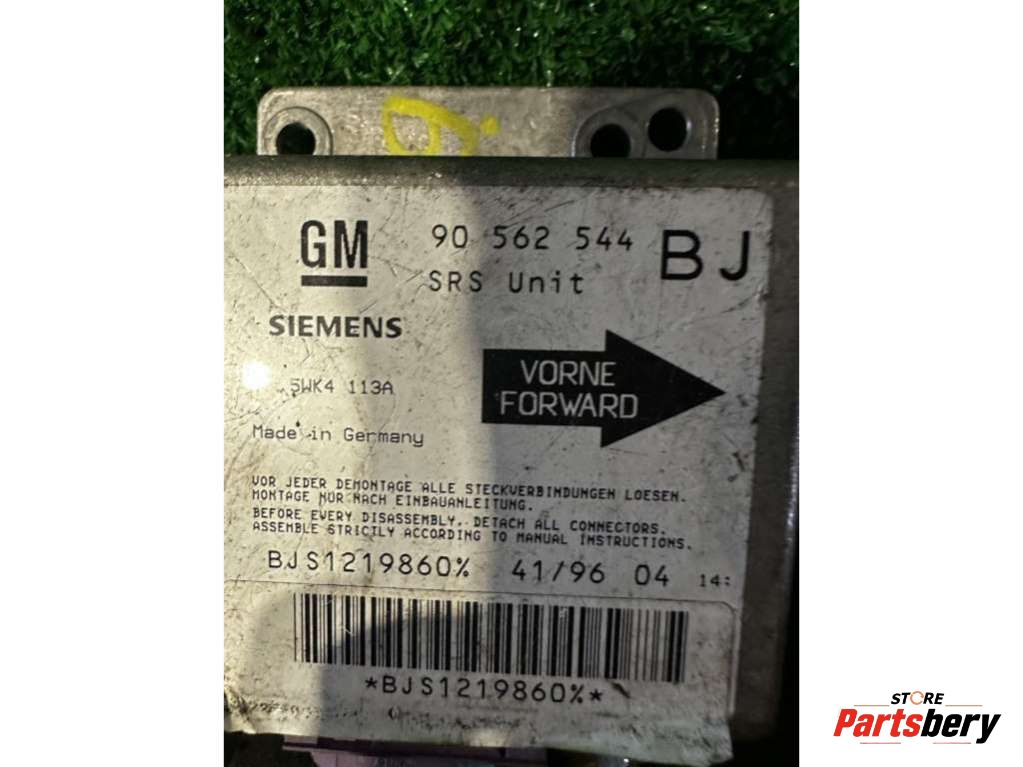 GM 90 562 544 BJ
SRS Unit
SIEMENS
VORNE
FORWARD
5WK4 113A
Made in Germany
VOR JEDER DEMONTAGE ALLE STECKVERBINDUNGEN LOESEN.
MONTAGE NUR NACH EINBAUANLEITUNG.
BEFORE EVERY DISASSEMBLY, DETACH ALL CONNECTORS.
ASSEMBLE STRICTLY ACCORDING TO MANUAL INSTRUCTIONS.
BJS1219860% 41/96 04 14:
*BJS1219860%*
STORE
Partsbery